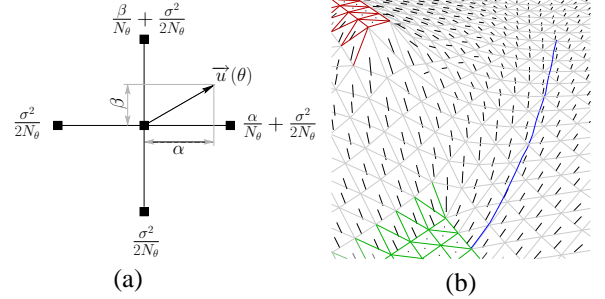 β/N_θ + σ²/2N_θ
u⃗(θ)
β
σ²/2N_θ
α/N_θ + σ²/2N_θ
α
σ²/2N_θ
(a)
(b)